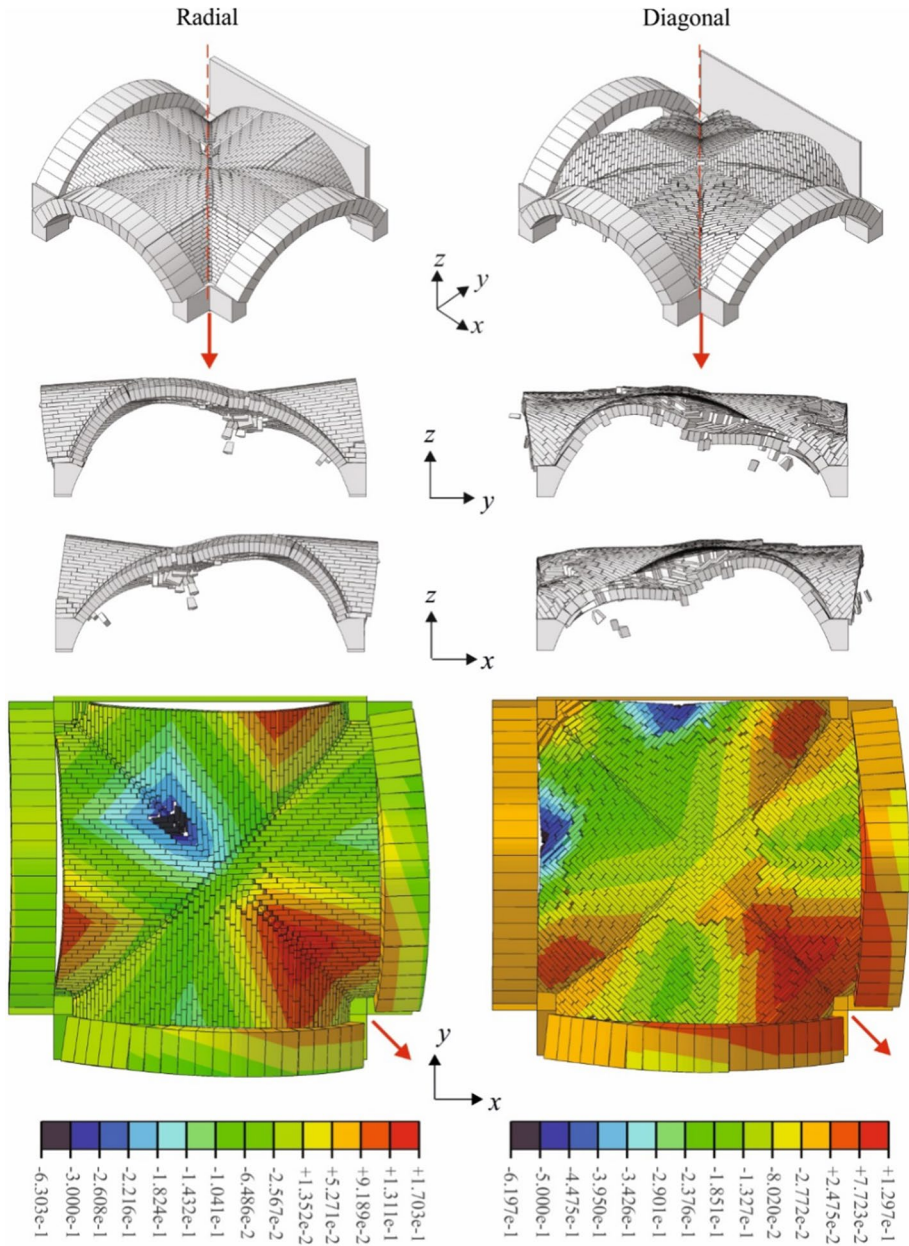 Radial
Diagonal
z
y
x
z
y
x
z
y
z
x
y
x
-6.303e-1
-3.000e-1
-2.608e-1
-2.216e-1
-1.824e-1
-1.432e-1
-1.041e-1
-6.486e-2
-2.567e-2
+1.352e-2
+5.271e-2
+9.189e-2
+1.311e-1
+1.703e-1
-6.197e-1
-5.000e-1
-4.475e-1
-3.950e-1
-3.426e-1
-2.901e-1
-2.376e-1
-1.851e-1
-1.327e-1
-8.020e-2
-2.772e-2
+2.475e-2
+7.723e-2
+1.297e-1